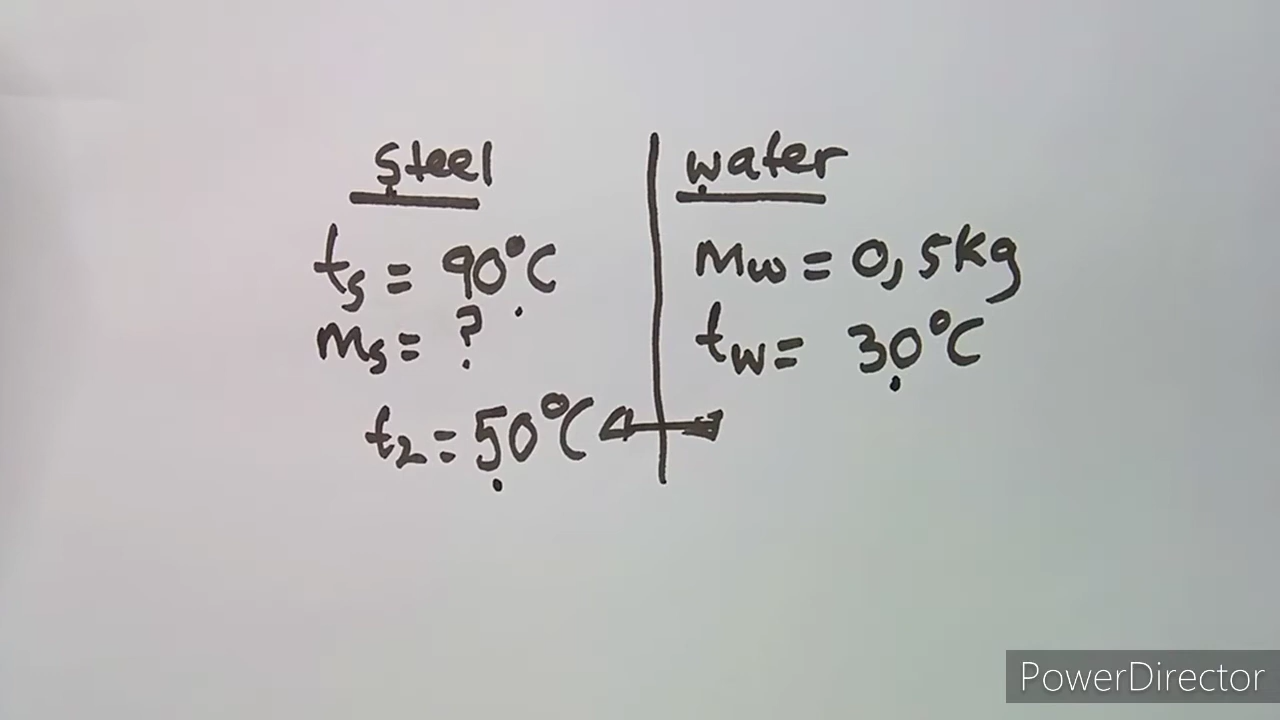 steel
ts = 90°C
ms = ?
t2 = 50°C
water
mw = 0,5kg
tw = 30°C
PowerDirector